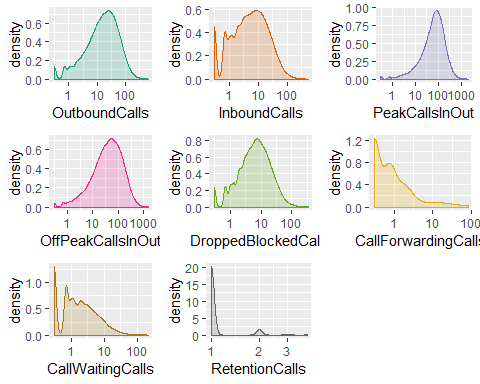 density
0.6
0.4
0.2
0.0
1 10 100
OutboundCalls
density
0.6
0.4
0.2
0.0
1 10 100
InboundCalls
density
1.00
0.75
0.50
0.25
0.00
1 10 100 1000
PeakCallsInOut
density
0.6
0.4
0.2
0.0
1 10 100 1000
OffPeakCallsInOut
density
0.8
0.6
0.4
0.2
0.0
1 10 100
DroppedBlockedCal
density
1.2
0.8
0.4
0.0
1 10 100
CallForwardingCalls
density
1.0
0.5
0.0
1 10 100
CallWaitingCalls
density
20
15
10
5
0
1 2 3
RetentionCalls